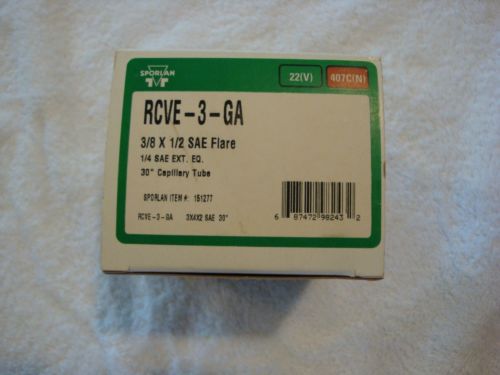 SPORLAN
22(V)
407C(N)
RCVE-3-GA
3/8 X 1/2 SAE Flare
1/4 SAE EXT. EQ.
30" Capillary Tube
SPORLAN ITEM #: 151277
RCVE-3-GA 3X4X2 SAE 30"
6 87472 98243 2